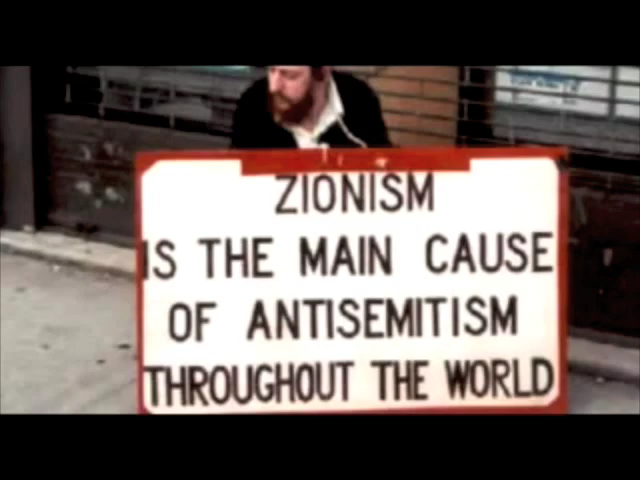 ZIONISM
IS THE MAIN CAUSE
OF ANTISEMITISM
THROUGHOUT THE WORLD